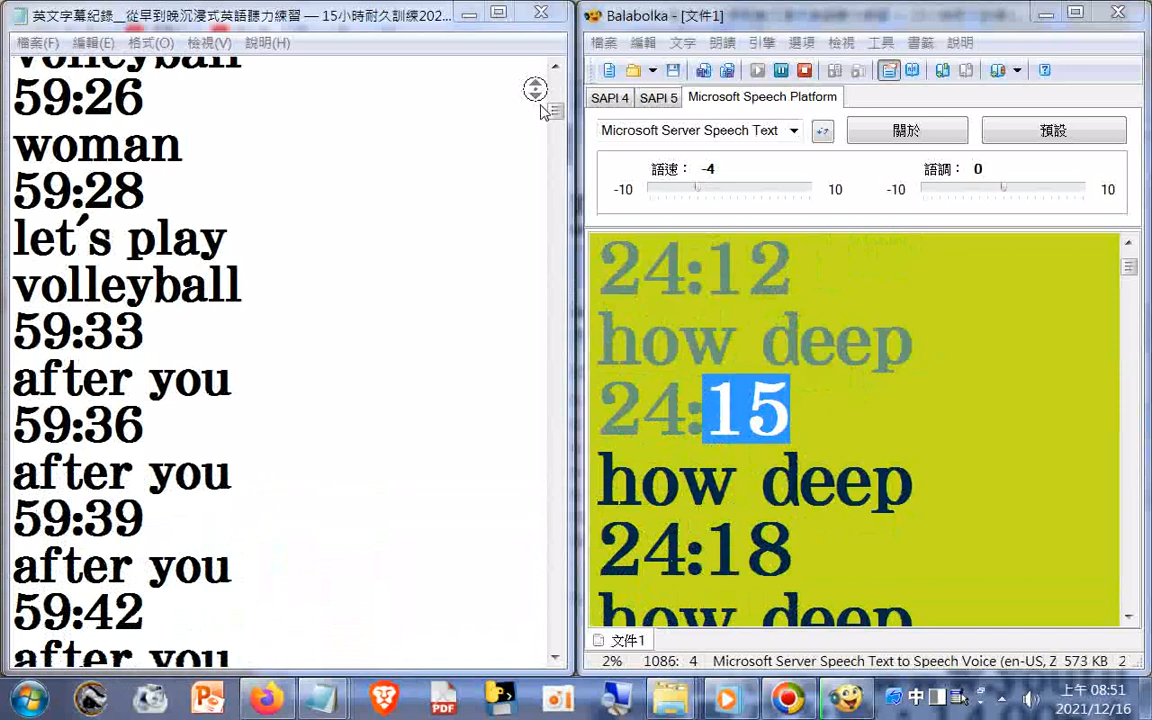 英文字幕紀錄__從早到晚沉浸式英語聽力練習 — 15小時耐久訓練202...
檔案(F) 編輯(E) 格式(O) 檢視(V) 說明(H)
volleyball
59:26
woman
59:28
let's play
volleyball
59:33
after you
59:36
after you
59:39
after you
59:42
after you
Balabolka - [文件1]
檔案 編輯 文字 朗讀 引擎 選項 檢視 工具 書籤 說明
SAPI 4 SAPI 5 Microsoft Speech Platform
Microsoft Server Speech Text 關於 預設
語速： -4 語調： 0
-10 10 -10 10
24:12
how deep
24:15
how deep
24:18
how deep
文件1
2% 1086: 4 Microsoft Server Speech Text to Speech Voice (en-US, Z 573 KB 2
PDF 中 上午 08:51
2021/12/16